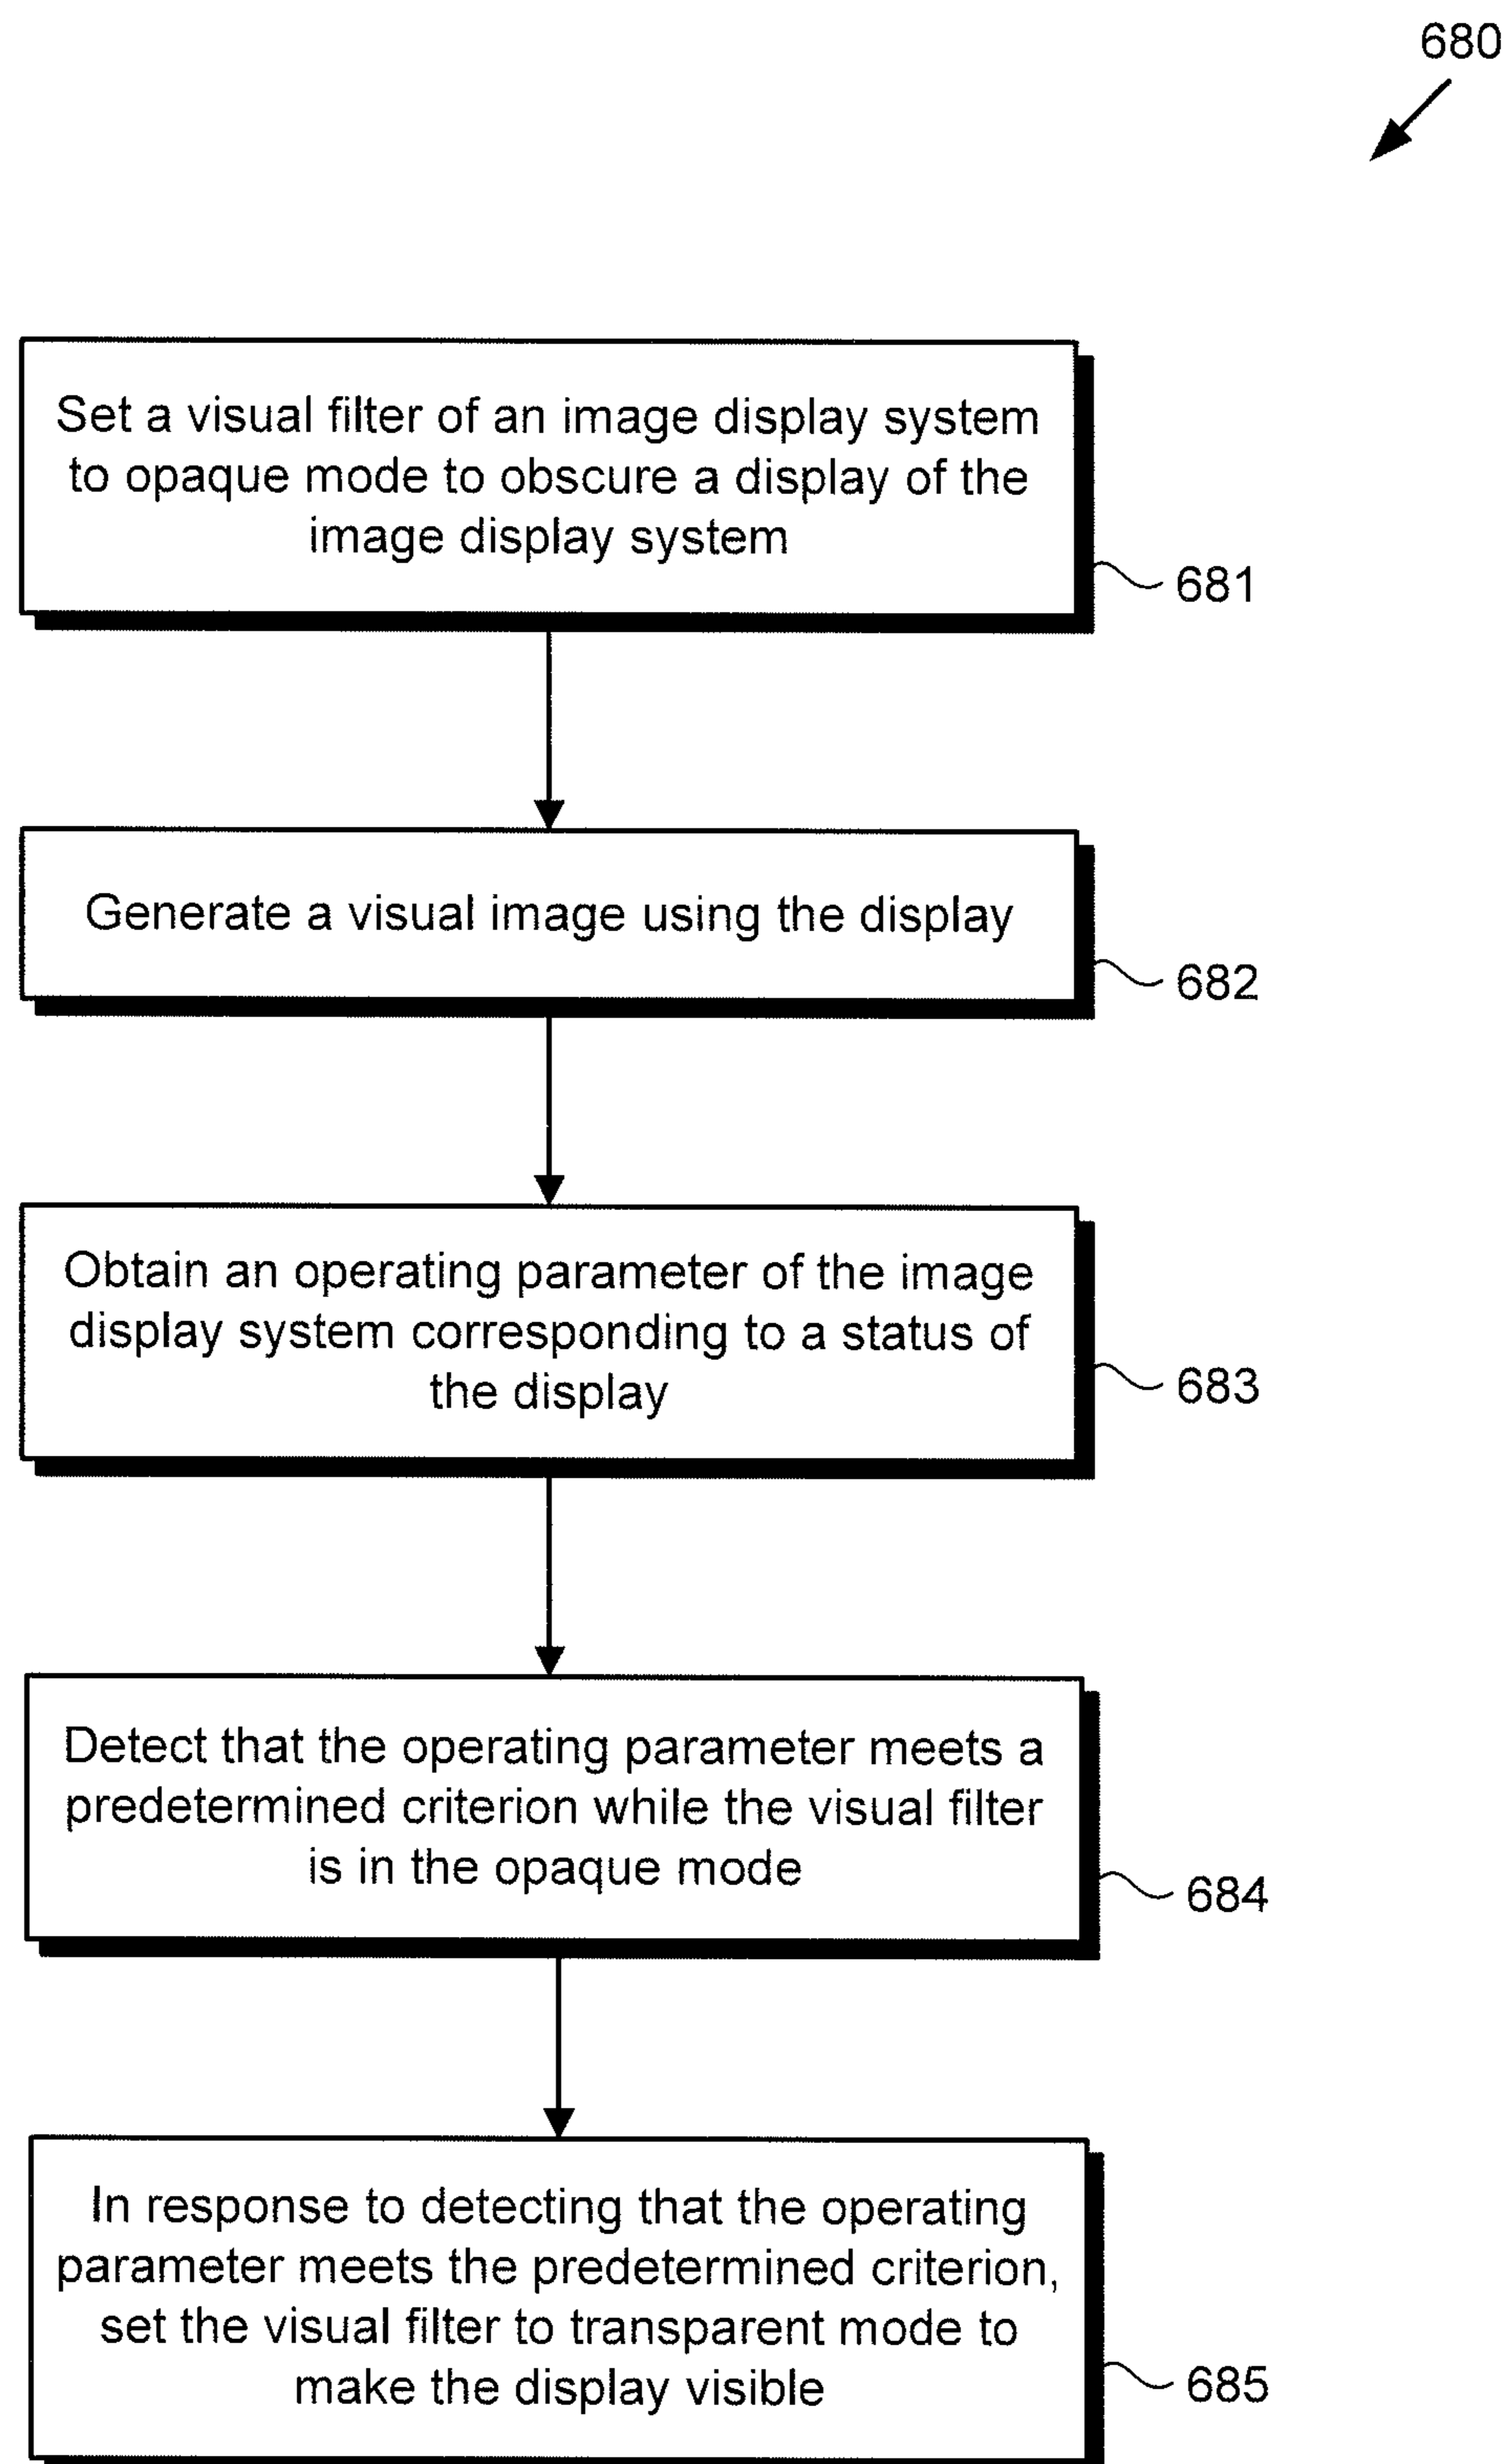 680
Set a visual filter of an image display system
to opaque mode to obscure a display of the
image display system
681
Generate a visual image using the display
682
Obtain an operating parameter of the image
display system corresponding to a status of
the display
683
Detect that the operating parameter meets a
predetermined criterion while the visual filter
is in the opaque mode
684
In response to detecting that the operating
parameter meets the predetermined criterion,
set the visual filter to transparent mode to
make the display visible
685